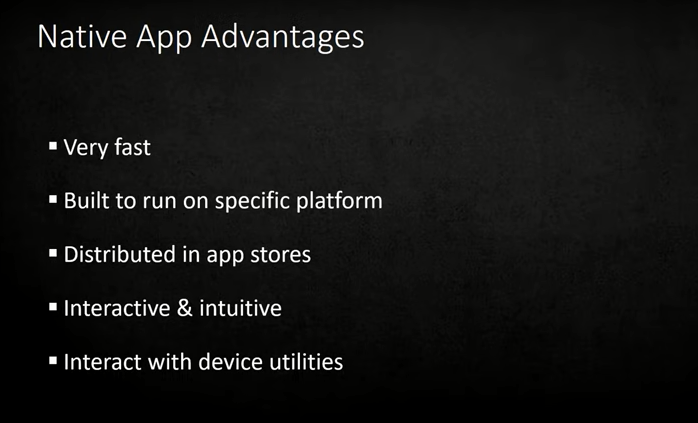 Native App Advantages
▪ Very fast
▪ Built to run on specific platform
▪ Distributed in app stores
▪ Interactive & intuitive
▪ Interact with device utilities